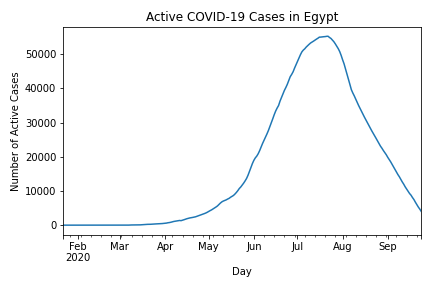 Active COVID-19 Cases in Egypt
Number of Active Cases
50000
40000
30000
20000
10000
0
Feb Mar Apr May Jun Jul Aug Sep
2020
Day